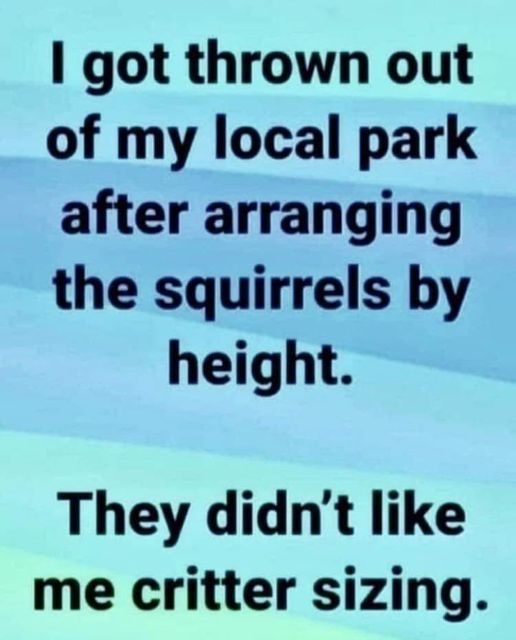 I got thrown out
of my local park
after arranging
the squirrels by
height.
They didn't like
me critter sizing.